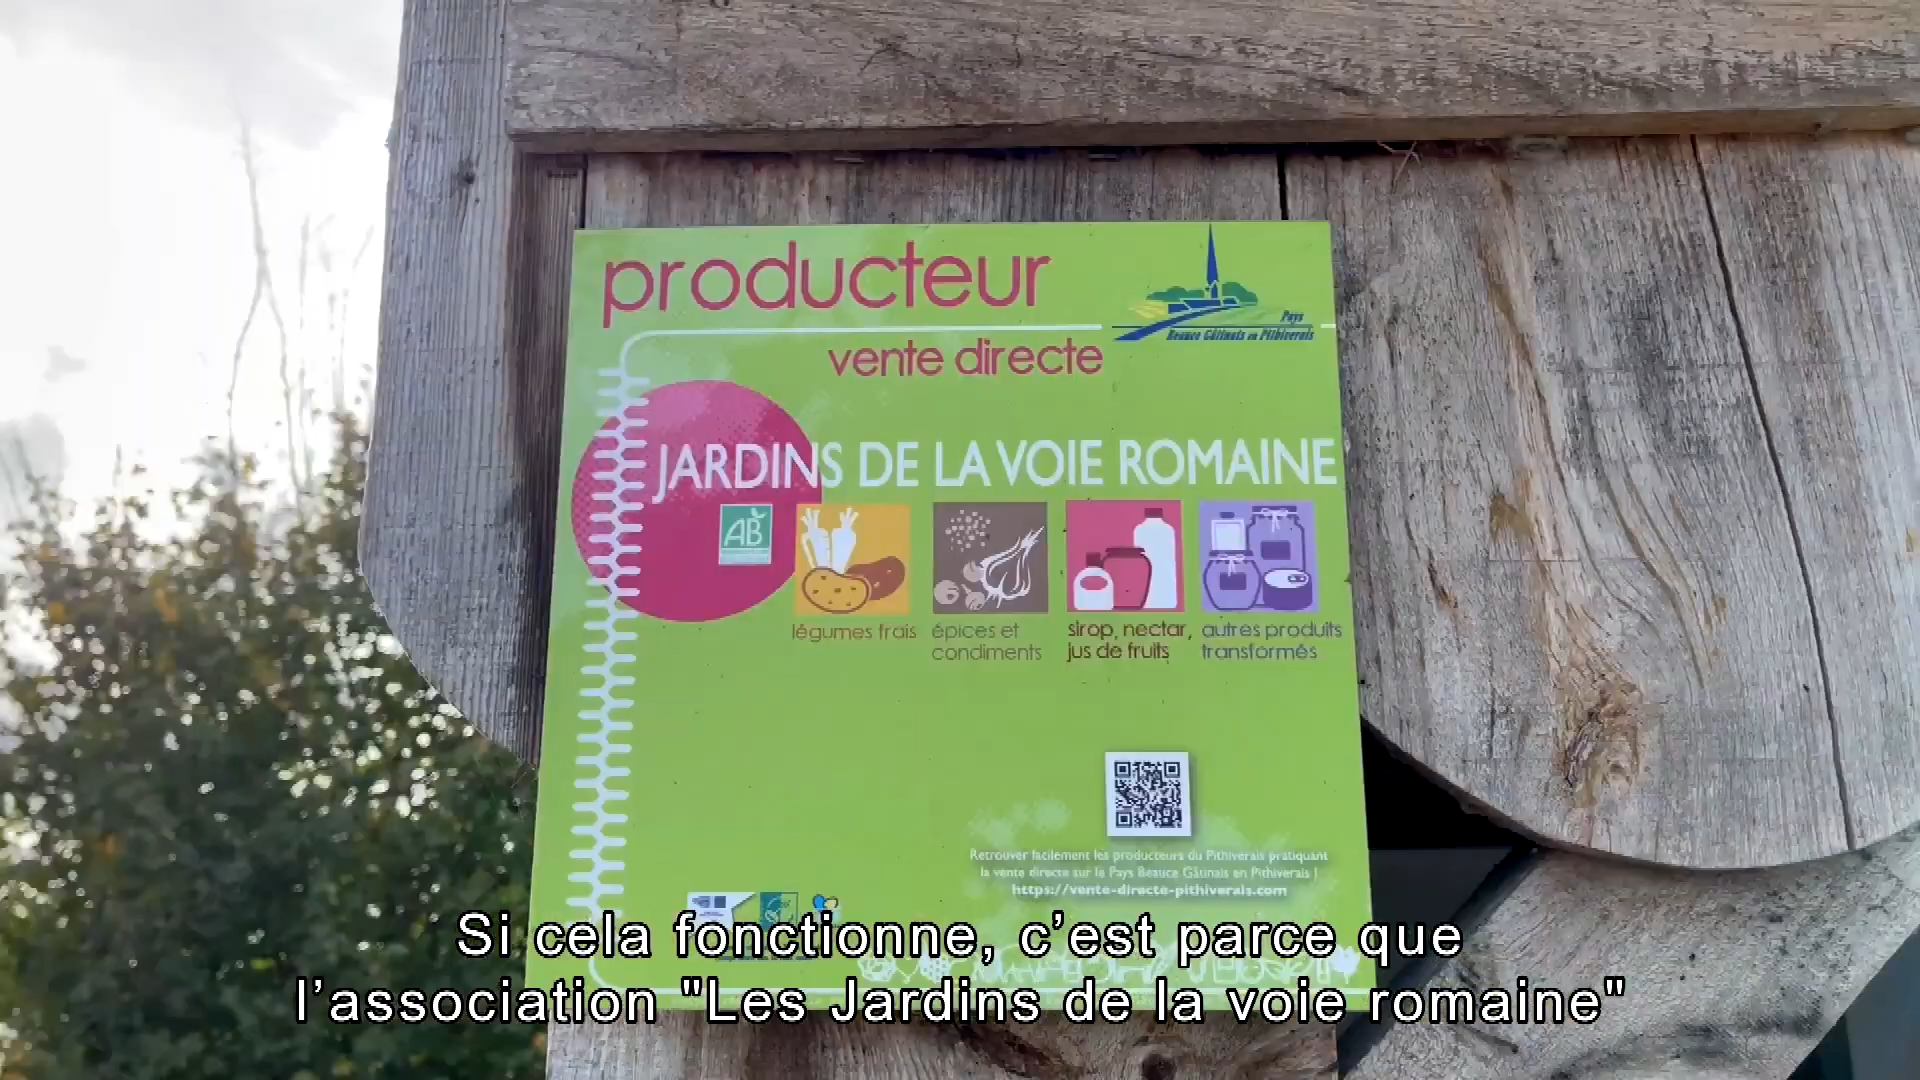 producteur
Pays
Beauce Gâtinais en Pithiverais
vente directe
JARDINS DE LA VOIE ROMAINE
AB
légumes frais
épices et
condiments
sirop, nectar,
jus de fruits
autres produits
transformés
Retrouver facilement les producteurs du Pithiverais pratiquant
la vente directe sur le Pays Beauce Gâtinais en Pithiverais !
https://vente-directe-pithiverais.com
Si cela fonctionne, c’est parce que
l’association "Les Jardins de la voie romaine"